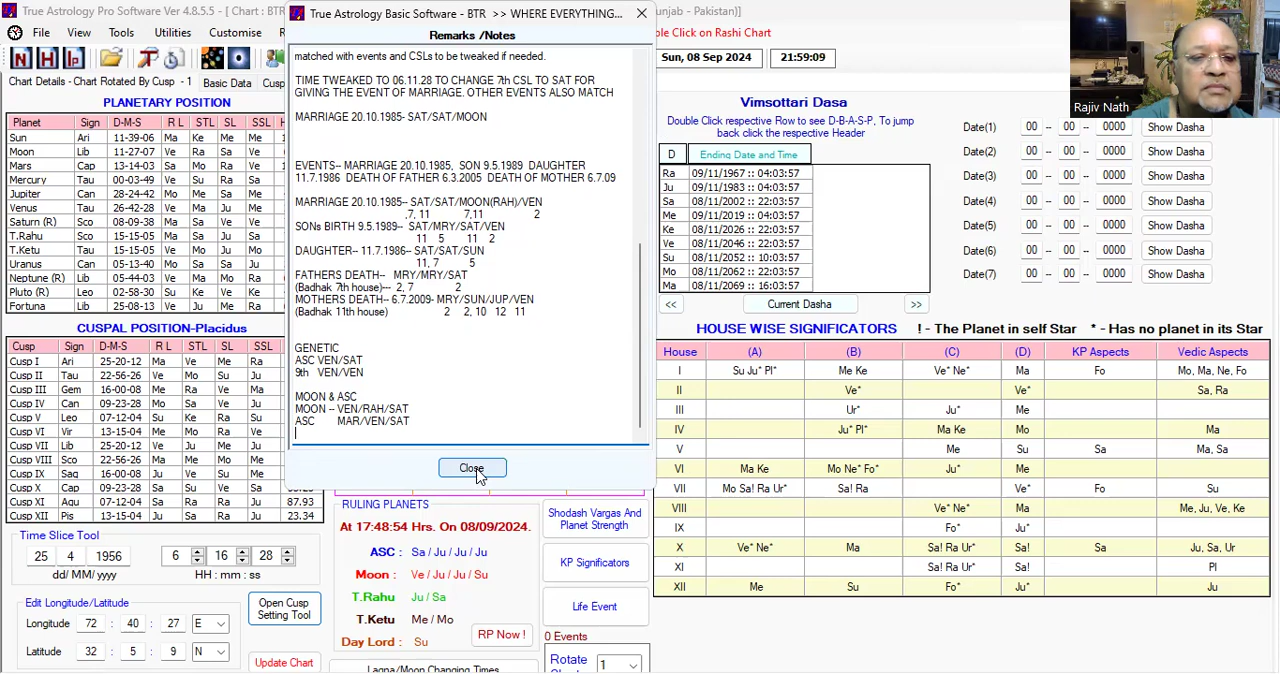 True Astrology Pro Software Ver 4.8.5.5 - [ Chart : BTR
True Astrology Basic Software - BTR >> WHERE EVERYTHING...
unjab - Pakistan)]
File View Tools Utilities Customise
Remarks /Notes
ble Click on Rashi Chart
Chart Details - Chart Rotated By Cusp - 1 Basic Data Cusp
Sun, 08 Sep 2024 21:59:09
Rajiv Nath
matched with events and CSLs to be tweaked if needed.
TIME TWEAKED TO 06.11.28 TO CHANGE 7th CSL TO SAT FOR
GIVING THE EVENT OF MARRIAGE. OTHER EVENTS ALSO MATCH
MARRIAGE 20.10.1985- SAT/SAT/MOON
EVENTS-- MARRIAGE 20.10.1985, SON 9.5.1989 DAUGHTER
11.7.1986 DEATH OF FATHER 6.3.2005 DEATH OF MOTHER 6.7.09
MARRIAGE 20.10.1985-- SAT/SAT/MOON(RAH)/VEN
,7, 11 7,11 2
SONs BIRTH 9.5.1989-- SAT/MRY/SAT/VEN
11 5 11 2
DAUGHTER-- 11.7.1986-- SAT/SAT/SUN
11, 7 5
FATHERS DEATH-- MRY/MRY/SAT
(Badhak 7th house)--- 2, 7 2
MOTHERS DEATH-- 6.7.2009- MRY/SUN/JUP/VEN
(Badhak 11th house) 2 2, 10 12 11
GENETIC
ASC VEN/SAT
9th VEN/VEN
MOON & ASC
MOON -- VEN/RAH/SAT
ASC MAR/VEN/SAT
Close
PLANETARY POSITION
Planet Sign D-M-S R L STL SL SSL H
Sun Ari 11-39-06 Ma Ke Me Me
Moon Lib 11-27-07 Ve Ra Sa Me
Mars Cap 13-14-03 Sa Mo Ra Ve
Mercury Tau 00-03-49 Ve Su Ra Sa
Jupiter Can 28-24-42 Mo Me Sa Me
Venus Tau 26-42-28 Ve Ma Ju Me
Saturn (R) Sco 08-09-38 Ma Sa Ve Sa
T.Rahu Sco 15-15-05 Ma Sa Ju Sa
T.Ketu Tau 15-15-05 Ve Mo Ju Me
Uranus Can 05-13-40 Mo Sa Sa Ju
Neptune (R) Lib 05-44-03 Ve Ma Mo Ra
Pluto (R) Leo 02-58-30 Su Ke Ve Ke
Fortuna Lib 25-08-13 Ve Ju Me Ra
CUSPAL POSITION-Placidus
Cusp Sign D-M-S R L STL SL SSL
Cusp I Ari 25-20-12 Ma Ve Me Sa
Cusp II Tau 22-56-26 Ve Mo Su Ju
Cusp III Gem 16-00-08 Me Ra Ve Ma
Cusp IV Can 09-23-28 Mo Sa Ve Mo
Cusp V Leo 07-12-04 Su Ke Ra Su
Cusp VI Vir 13-15-04 Me Mo Ra Ve
Cusp VII Lib 25-20-12 Ve Ju Me Ju
Cusp VIII Sco 22-56-26 Ma Me Mo Me
Cusp IX Sag 16-00-08 Ju Ve Su Me
Cusp X Cap 09-23-28 Sa Su Ve Sa
Cusp XI Aqu 07-12-04 Sa Ra Ra Ju 87.93
Cusp XII Pis 13-15-04 Ju Sa Ra Ju 23.34
Time Slice Tool
25 4 1956 6 16 28
dd/ MM/ yyyy HH : mm : ss
Edit Longitude/Latitude
Longitude 72 : 40 : 27 E
Latitude 32 : 5 : 9 N
Open Cusp
Setting Tool
Update Chart
RULING PLANETS
At 17:48:54 Hrs. On 08/09/2024.
ASC : Sa / Ju / Ju / Ju
Moon : Ve / Ju / Ju / Su
T.Rahu Ju / Sa
T.Ketu Me / Mo
Day Lord : Su
RP Now !
Lagna/Moon Changing Times
Shodash Vargas And
Planet Strength
KP Significators
Life Event
0 Events
Rotate 1
Vimsottari Dasa
Double Click respective Row to see D-B-A-S-P, To jump
back click the respective Header
D Ending Date and Time
Ra 09/11/1967 :: 04:03:57
Ju 09/11/1983 :: 04:03:57
Sa 08/11/2002 :: 22:03:57
Me 09/11/2019 :: 04:03:57
Ke 08/11/2026 :: 22:03:57
Ve 08/11/2046 :: 22:03:57
Su 08/11/2052 :: 10:03:57
Mo 08/11/2062 :: 22:03:57
Ma 08/11/2069 :: 16:03:57
<< Current Dasha >>
Date(1) 00 -- 00 -- 0000 Show Dasha
Date(2) 00 -- 00 -- 0000 Show Dasha
Date(3) 00 -- 00 -- 0000 Show Dasha
Date(4) 00 -- 00 -- 0000 Show Dasha
Date(5) 00 -- 00 -- 0000 Show Dasha
Date(6) 00 -- 00 -- 0000 Show Dasha
Date(7) 00 -- 00 -- 0000 Show Dasha
HOUSE WISE SIGNIFICATORS ! - The Planet in self Star * - Has no planet in its Star
House (A) (B) (C) (D) KP Aspects Vedic Aspects
I Su Ju* Pl* Me Ke Ve* Ne* Ma Fo Mo, Ma, Ne, Fo
II Ve* Ve* Sa, Ra
III Ur* Ju* Me
IV Ju* Pl* Ma Ke Mo Ma
V Me Su Sa Ma, Sa
VI Ma Ke Mo Ne* Fo* Ju* Me
VII Mo Sa! Ra Ur* Sa! Ra Ve* Fo Su
VIII Ve* Ne* Ma Me, Ju, Ve, Ke
IX Fo* Ju*
X Ve* Ne* Ma Sa! Ra Ur* Sa! Sa Ju, Sa, Ur
XI Sa! Ra Ur* Sa! Pl
XII Me Su Fo* Ju* Ju